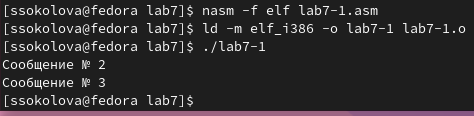 [ssokolova@fedora lab7]$ nasm -f elf lab7-1.asm
[ssokolova@fedora lab7]$ ld -m elf_i386 -o lab7-1 lab7-1.o
[ssokolova@fedora lab7]$ ./lab7-1
Сообщение № 2
Сообщение № 3
[ssokolova@fedora lab7]$